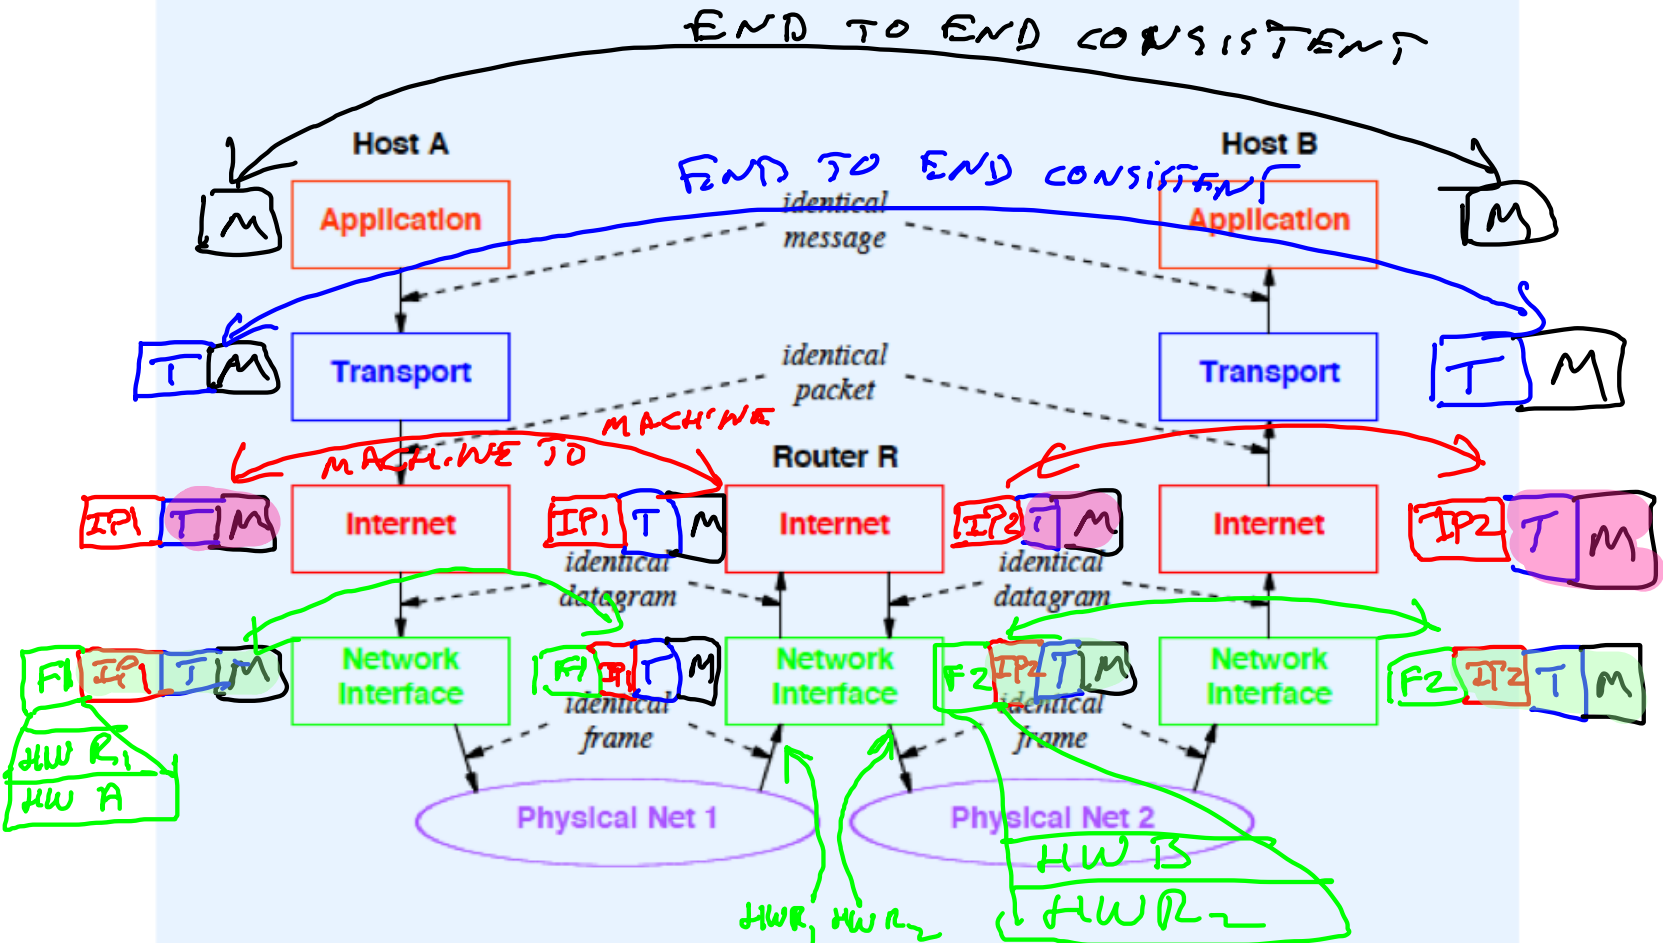 END TO END CONSISTENT
Host A
Host B
END TO END CONSISTENT
M
Application
identical
message
Application
M
T M
Transport
identical
packet
Transport
T M
MACHINE TO
MACHINE
Router R
IP1 T M
Internet
IP1 T M
Internet
IP2 T M
Internet
IP2 T M
identical
datagram
identical
datagram
F1 IP1 T M
Network
Interface
F1 IP1 T M
Network
Interface
F2 IP2 T M
Network
Interface
F2 IP2 T M
identical
frame
identical
frame
HW R1
HW A
Physical Net 1
Physical Net 2
HW B
HWR2
HWR1 HWR2